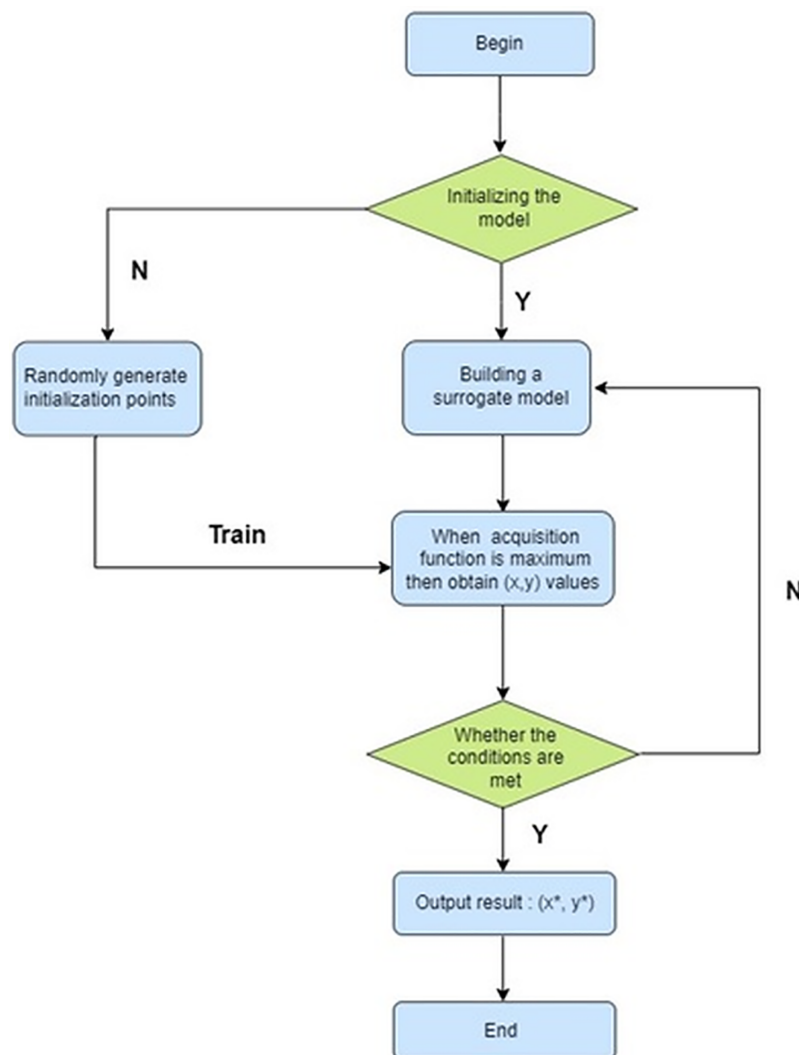 Begin
Initializing the
model
N
Y
Randomly generate
initialization points
Building a
surrogate model
Train
When acquisition
function is maximum
then obtain (x,y) values
N
Whether the
conditions are
met
Y
Output result : (x*, y*)
End